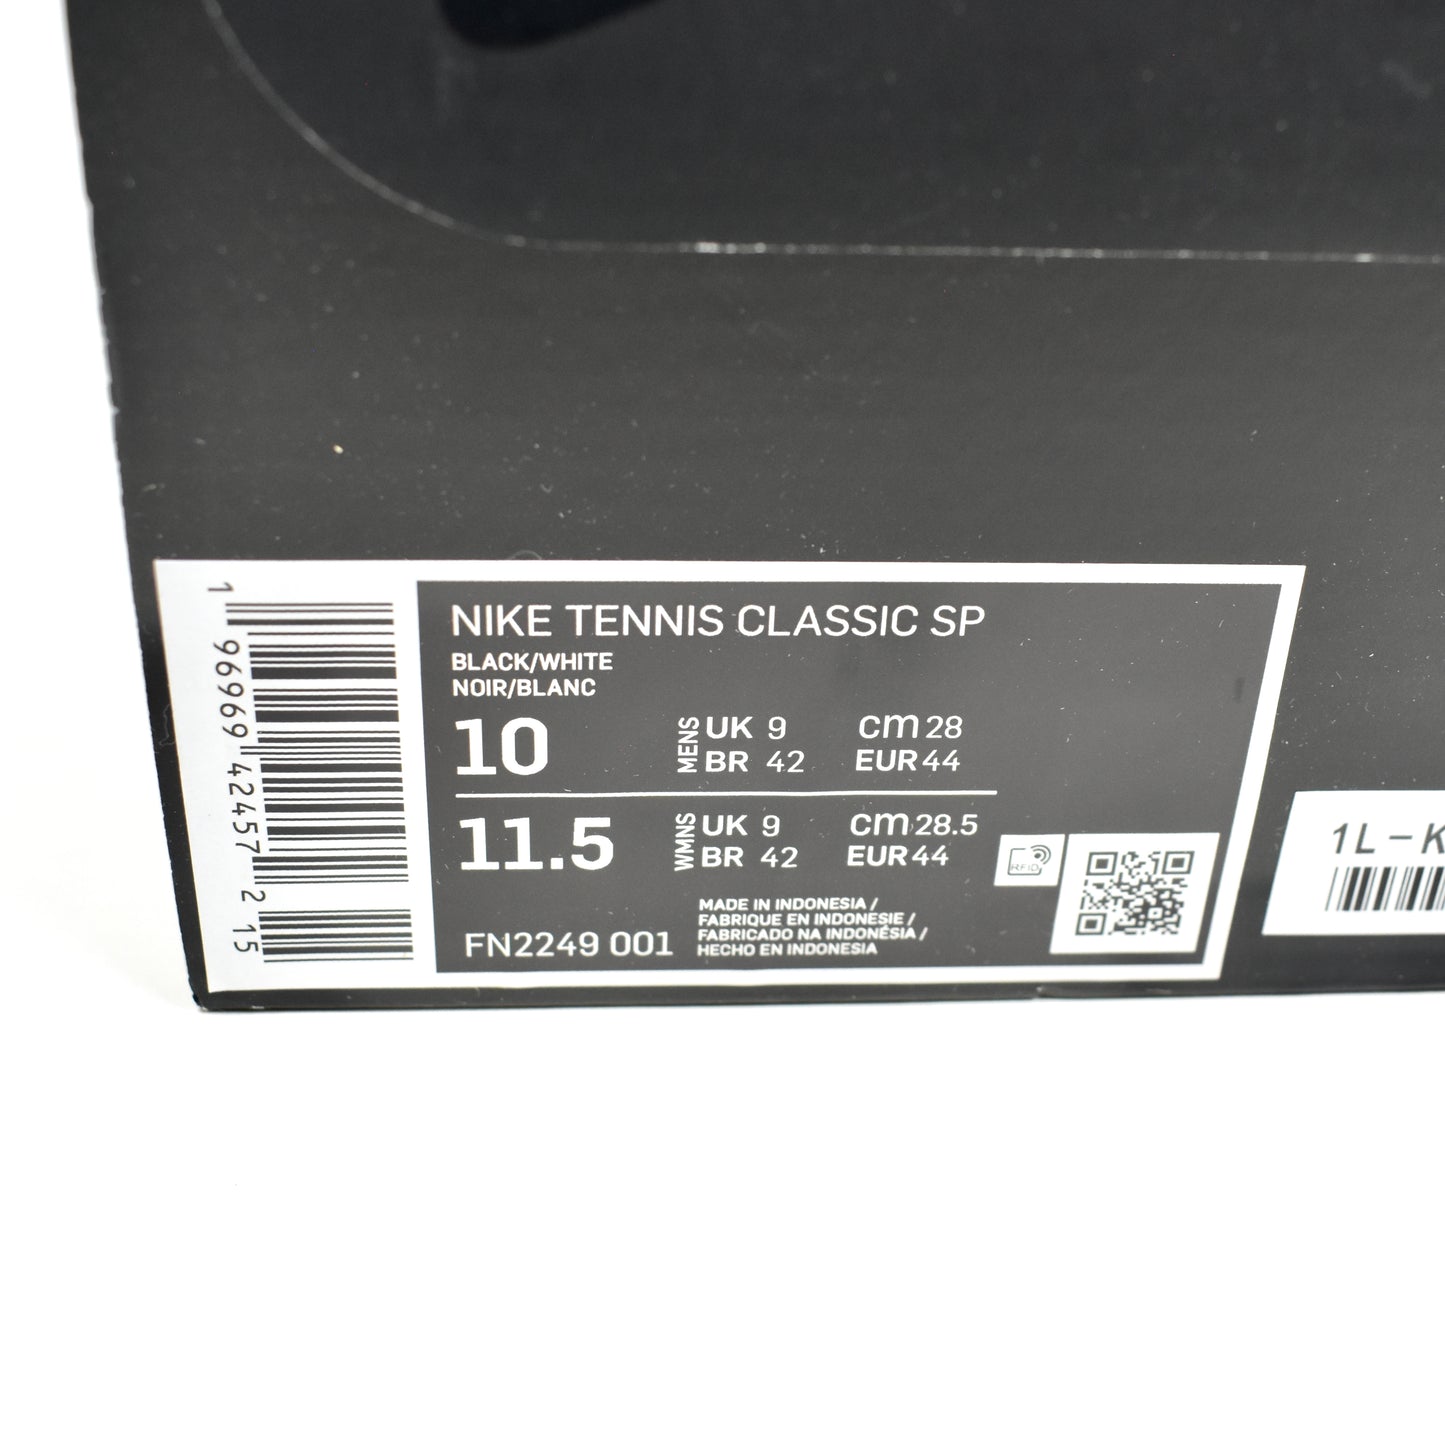 NIKE TENNIS CLASSIC SP
BLACK/WHITE
NOIR/BLANC
10
MENS
UK 9
cm 28
BR 42
EUR 44
11.5
WMNS
UK 9
cm 28.5
BR 42
EUR 44
FN2249 001
MADE IN INDONESIA /
FABRIQUE EN INDONESIE /
FABRICADO NA INDONÉSIA /
HECHO EN INDONESIA
RFID
1 96969 42457 2 15
1L-K